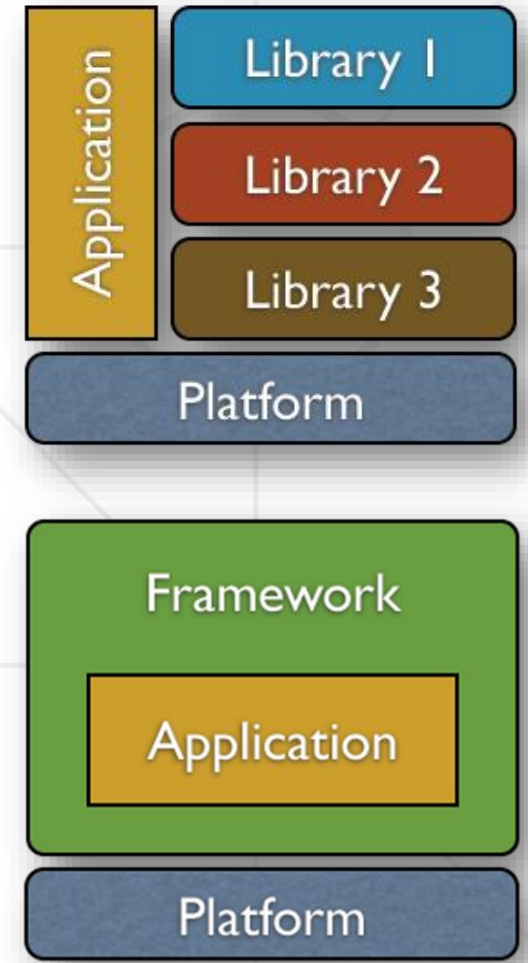 Application
Library 1
Library 2
Library 3
Platform
Framework
Application
Platform